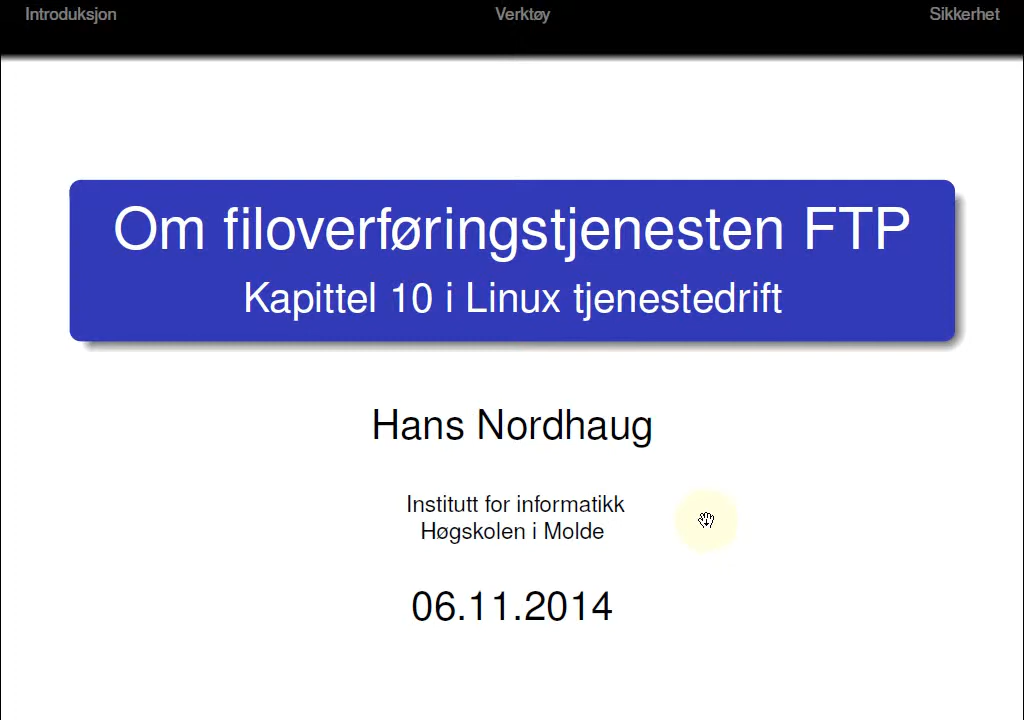 Introduksjon Verktøy Sikkerhet
Om filoverføringstjenesten FTP
Kapittel 10 i Linux tjenestedrift
Hans Nordhaug
Institutt for informatikk
Høgskolen i Molde
06.11.2014